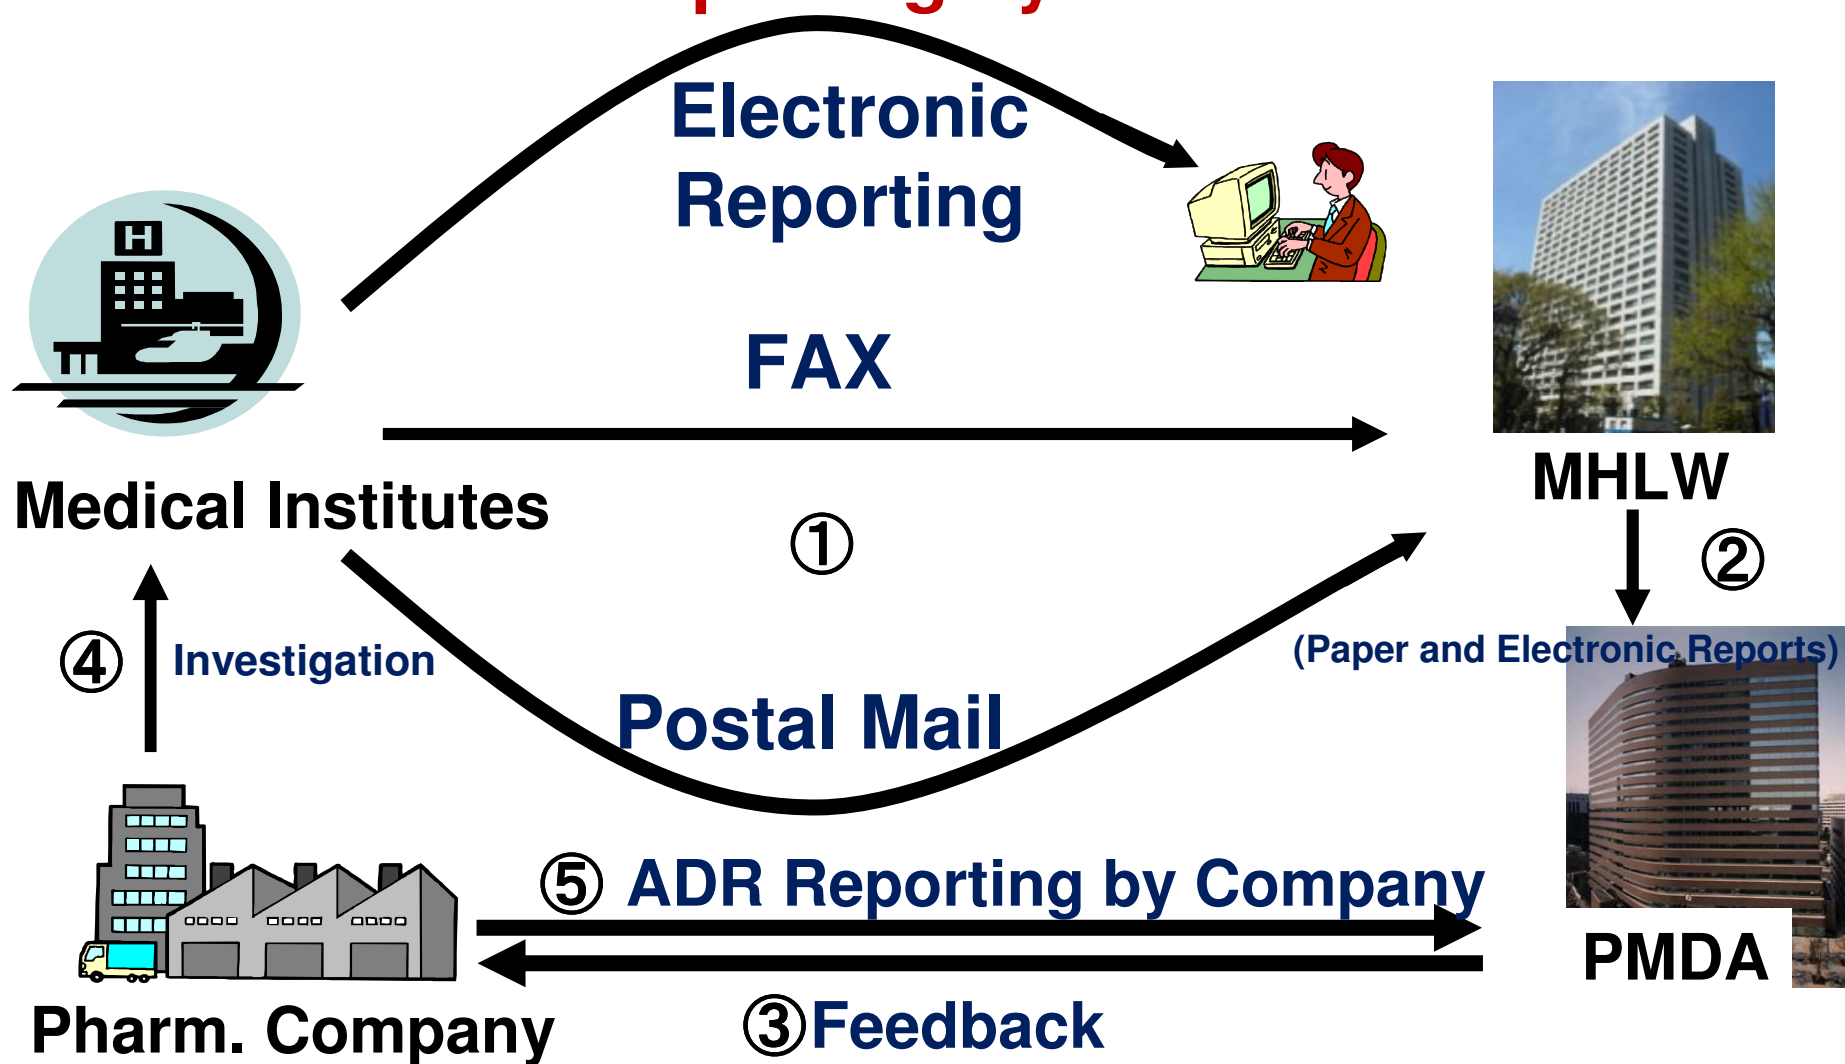 Electronic
Reporting
H
FAX
MHLW
Medical Institutes
①
②
④
Investigation
(Paper and Electronic Reports)
Postal Mail
⑤ ADR Reporting by Company
PMDA
③Feedback
Pharm. Company